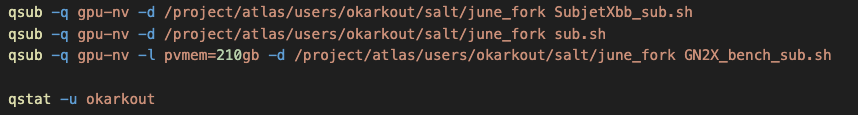 qsub -q gpu-nv -d /project/atlas/users/okarkout/salt/june_fork SubjetXbb_sub.sh
qsub -q gpu-nv -d /project/atlas/users/okarkout/salt/june_fork sub.sh
qsub -q gpu-nv -l pvmem=210gb -d /project/atlas/users/okarkout/salt/june_fork GN2X_bench_sub.sh
qstat -u okarkout